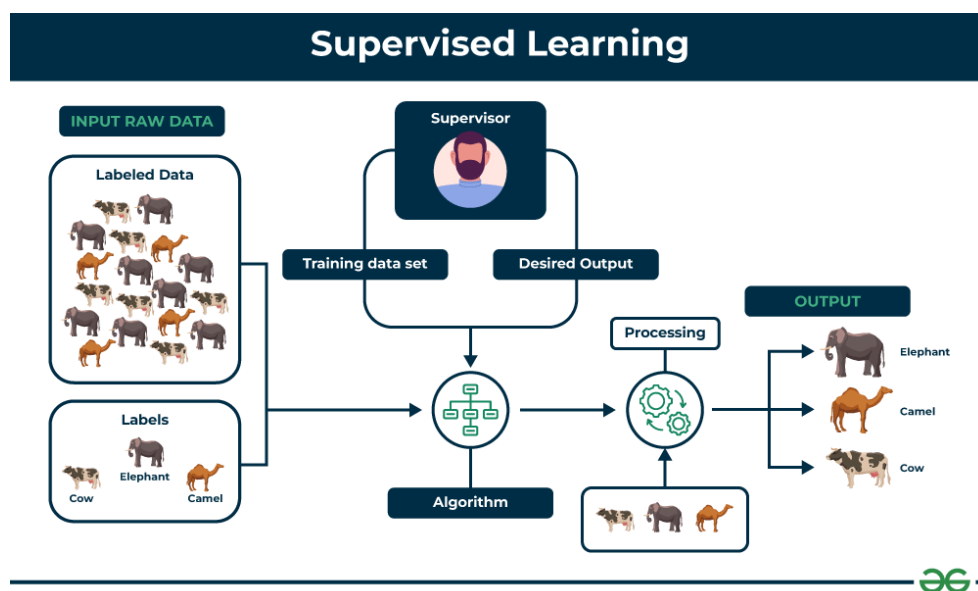 Supervised Learning
INPUT RAW DATA
Labeled Data
Labels
Cow
Elephant
Camel
Supervisor
Training data set
Desired Output
Algorithm
Processing
OUTPUT
Elephant
Camel
Cow